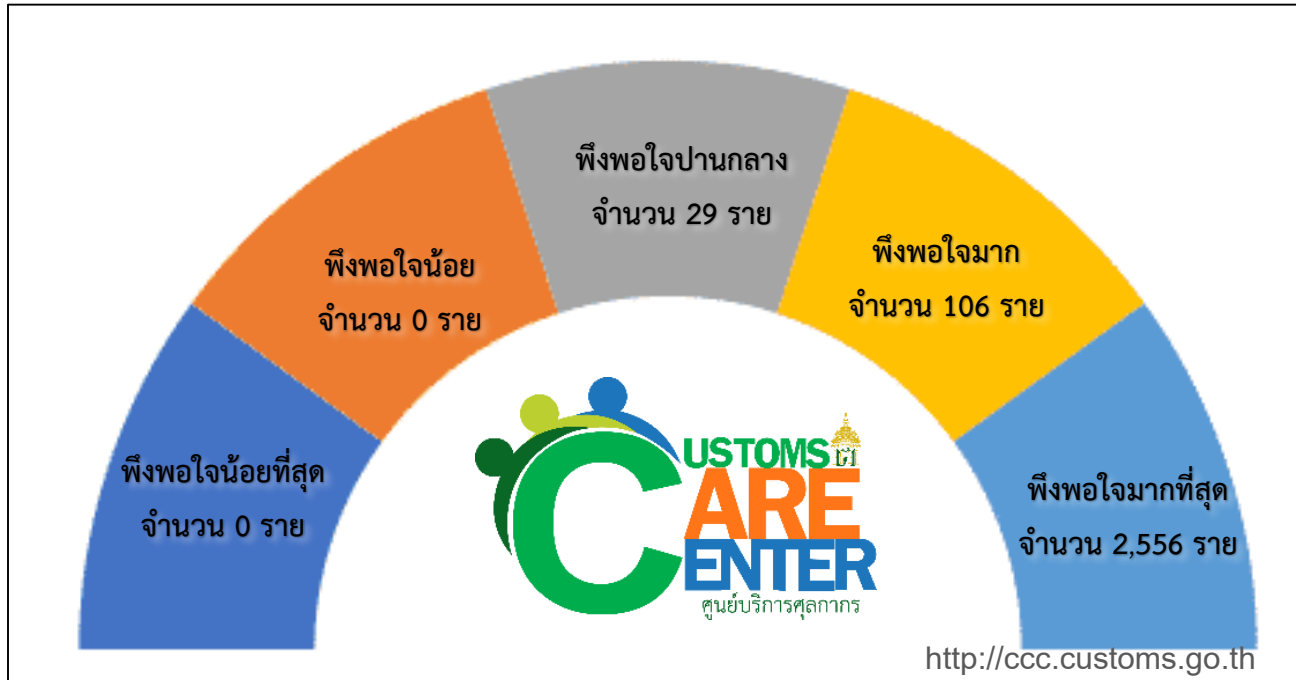 พึงพอใจปานกลาง
จำนวน 29 ราย
พึงพอใจน้อย
จำนวน 0 ราย
พึงพอใจมาก
จำนวน 106 ราย
พึงพอใจน้อยที่สุด
จำนวน 0 ราย
CUSTOMS
CARE
CENTER
ศูนย์บริการศุลกากร
พึงพอใจมากที่สุด
จำนวน 2,556 ราย
http://ccc.customs.go.th